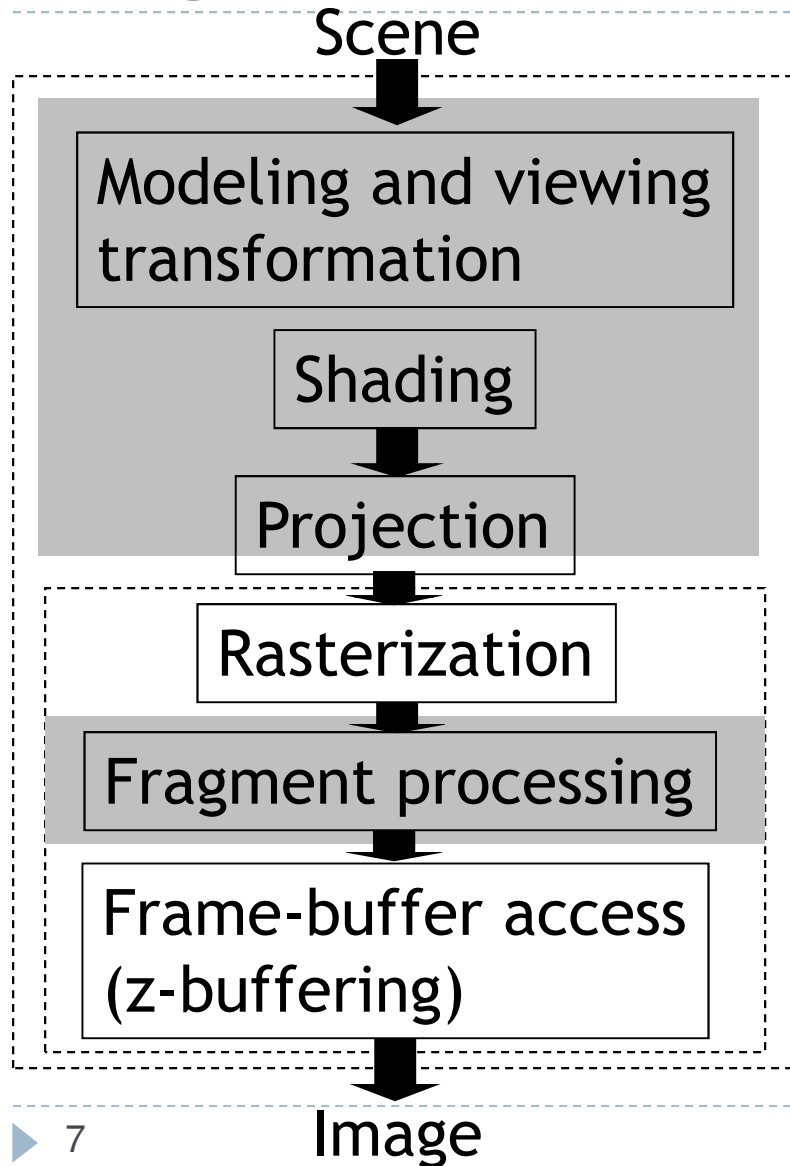 Scene
Modeling and viewing
transformation
Shading
Projection
Rasterization
Fragment processing
Frame-buffer access
(z-buffering)
Image
7